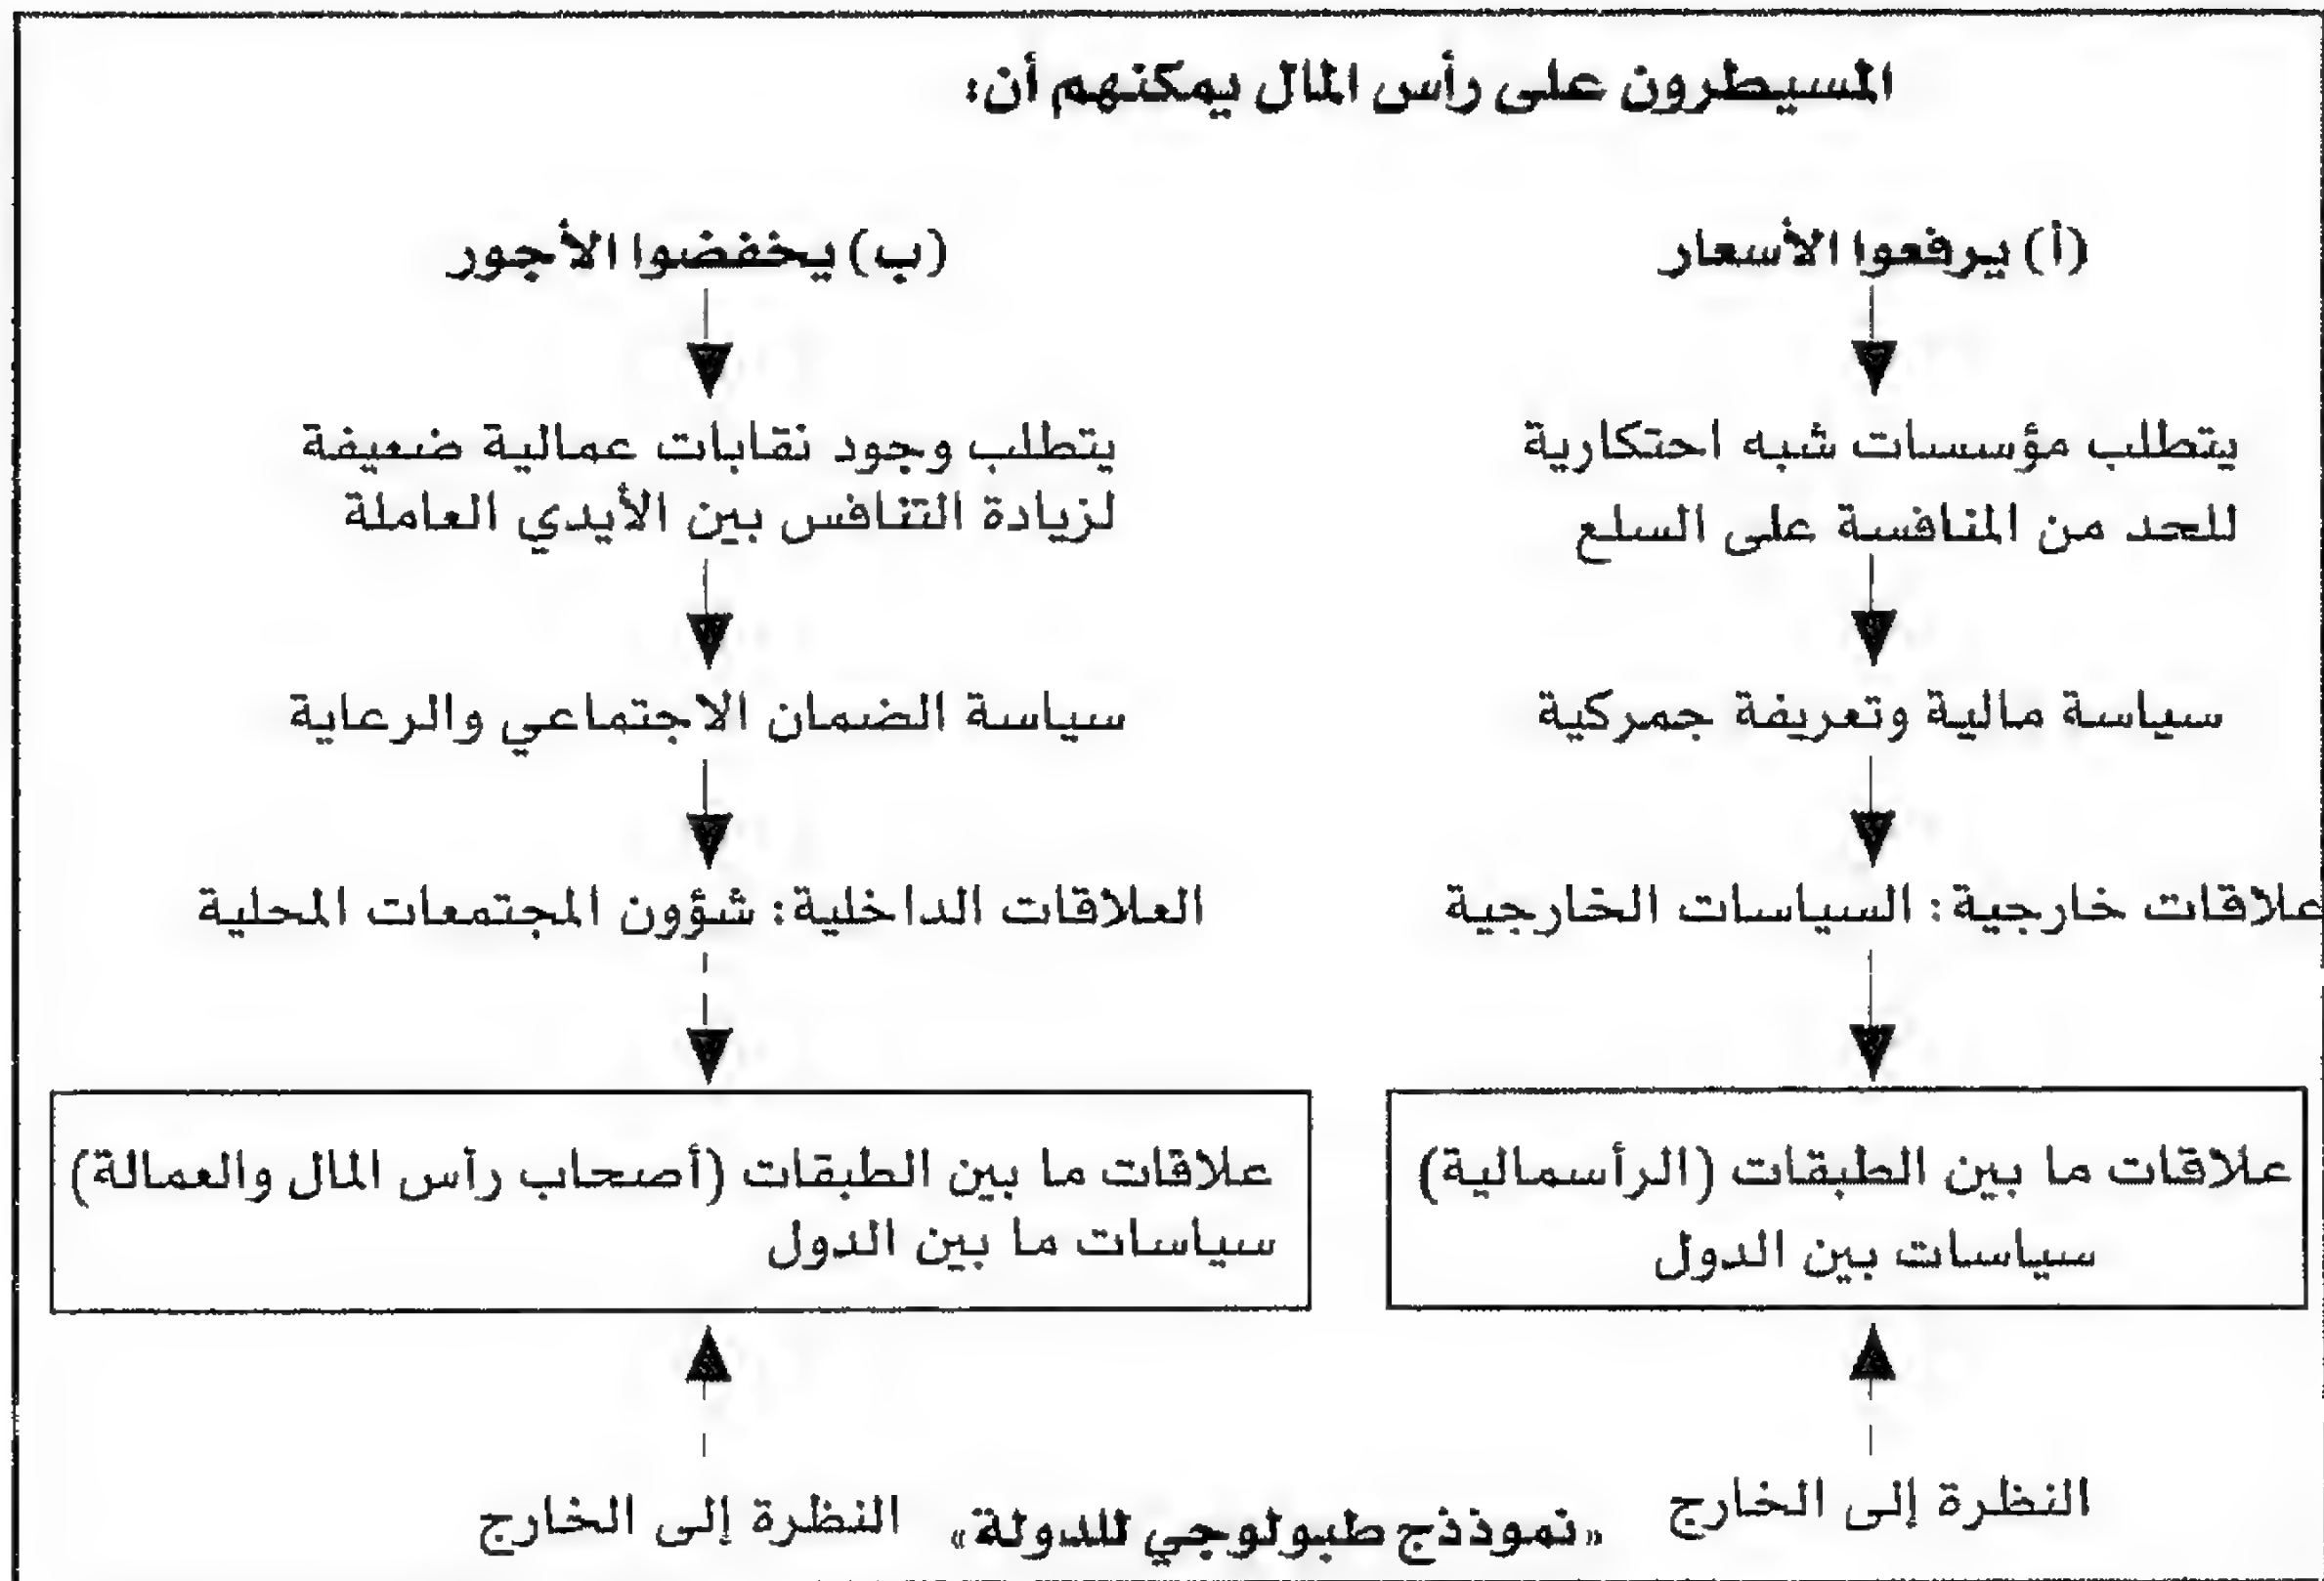 المسيطرون على رأس المال يمكنهم أن:
(أ) يرفعوا الأسعار
يتطلب مؤسسات شبه احتكارية
للحد من المنافسة على السلع
سياسة مالية وتعريفة جمركية
علاقات خارجية: السياسات الخارجية
علاقات ما بين الطبقات (الرأسمالية)
سياسات بين الدول
النظرة إلى الخارج
(ب) يخفضوا الأجور
يتطلب وجود نقابات عمالية ضعيفة
لزيادة التنافس بين الأيدي العاملة
سياسة الضمان الاجتماعي والرعاية
العلاقات الداخلية: شؤون المجتمعات المحلية
علاقات ما بين الطبقات (أصحاب رأس المال والعمالة)
سياسات ما بين الدول
النظرة إلى الخارج
«نموذذج طبولوجي للدولة»